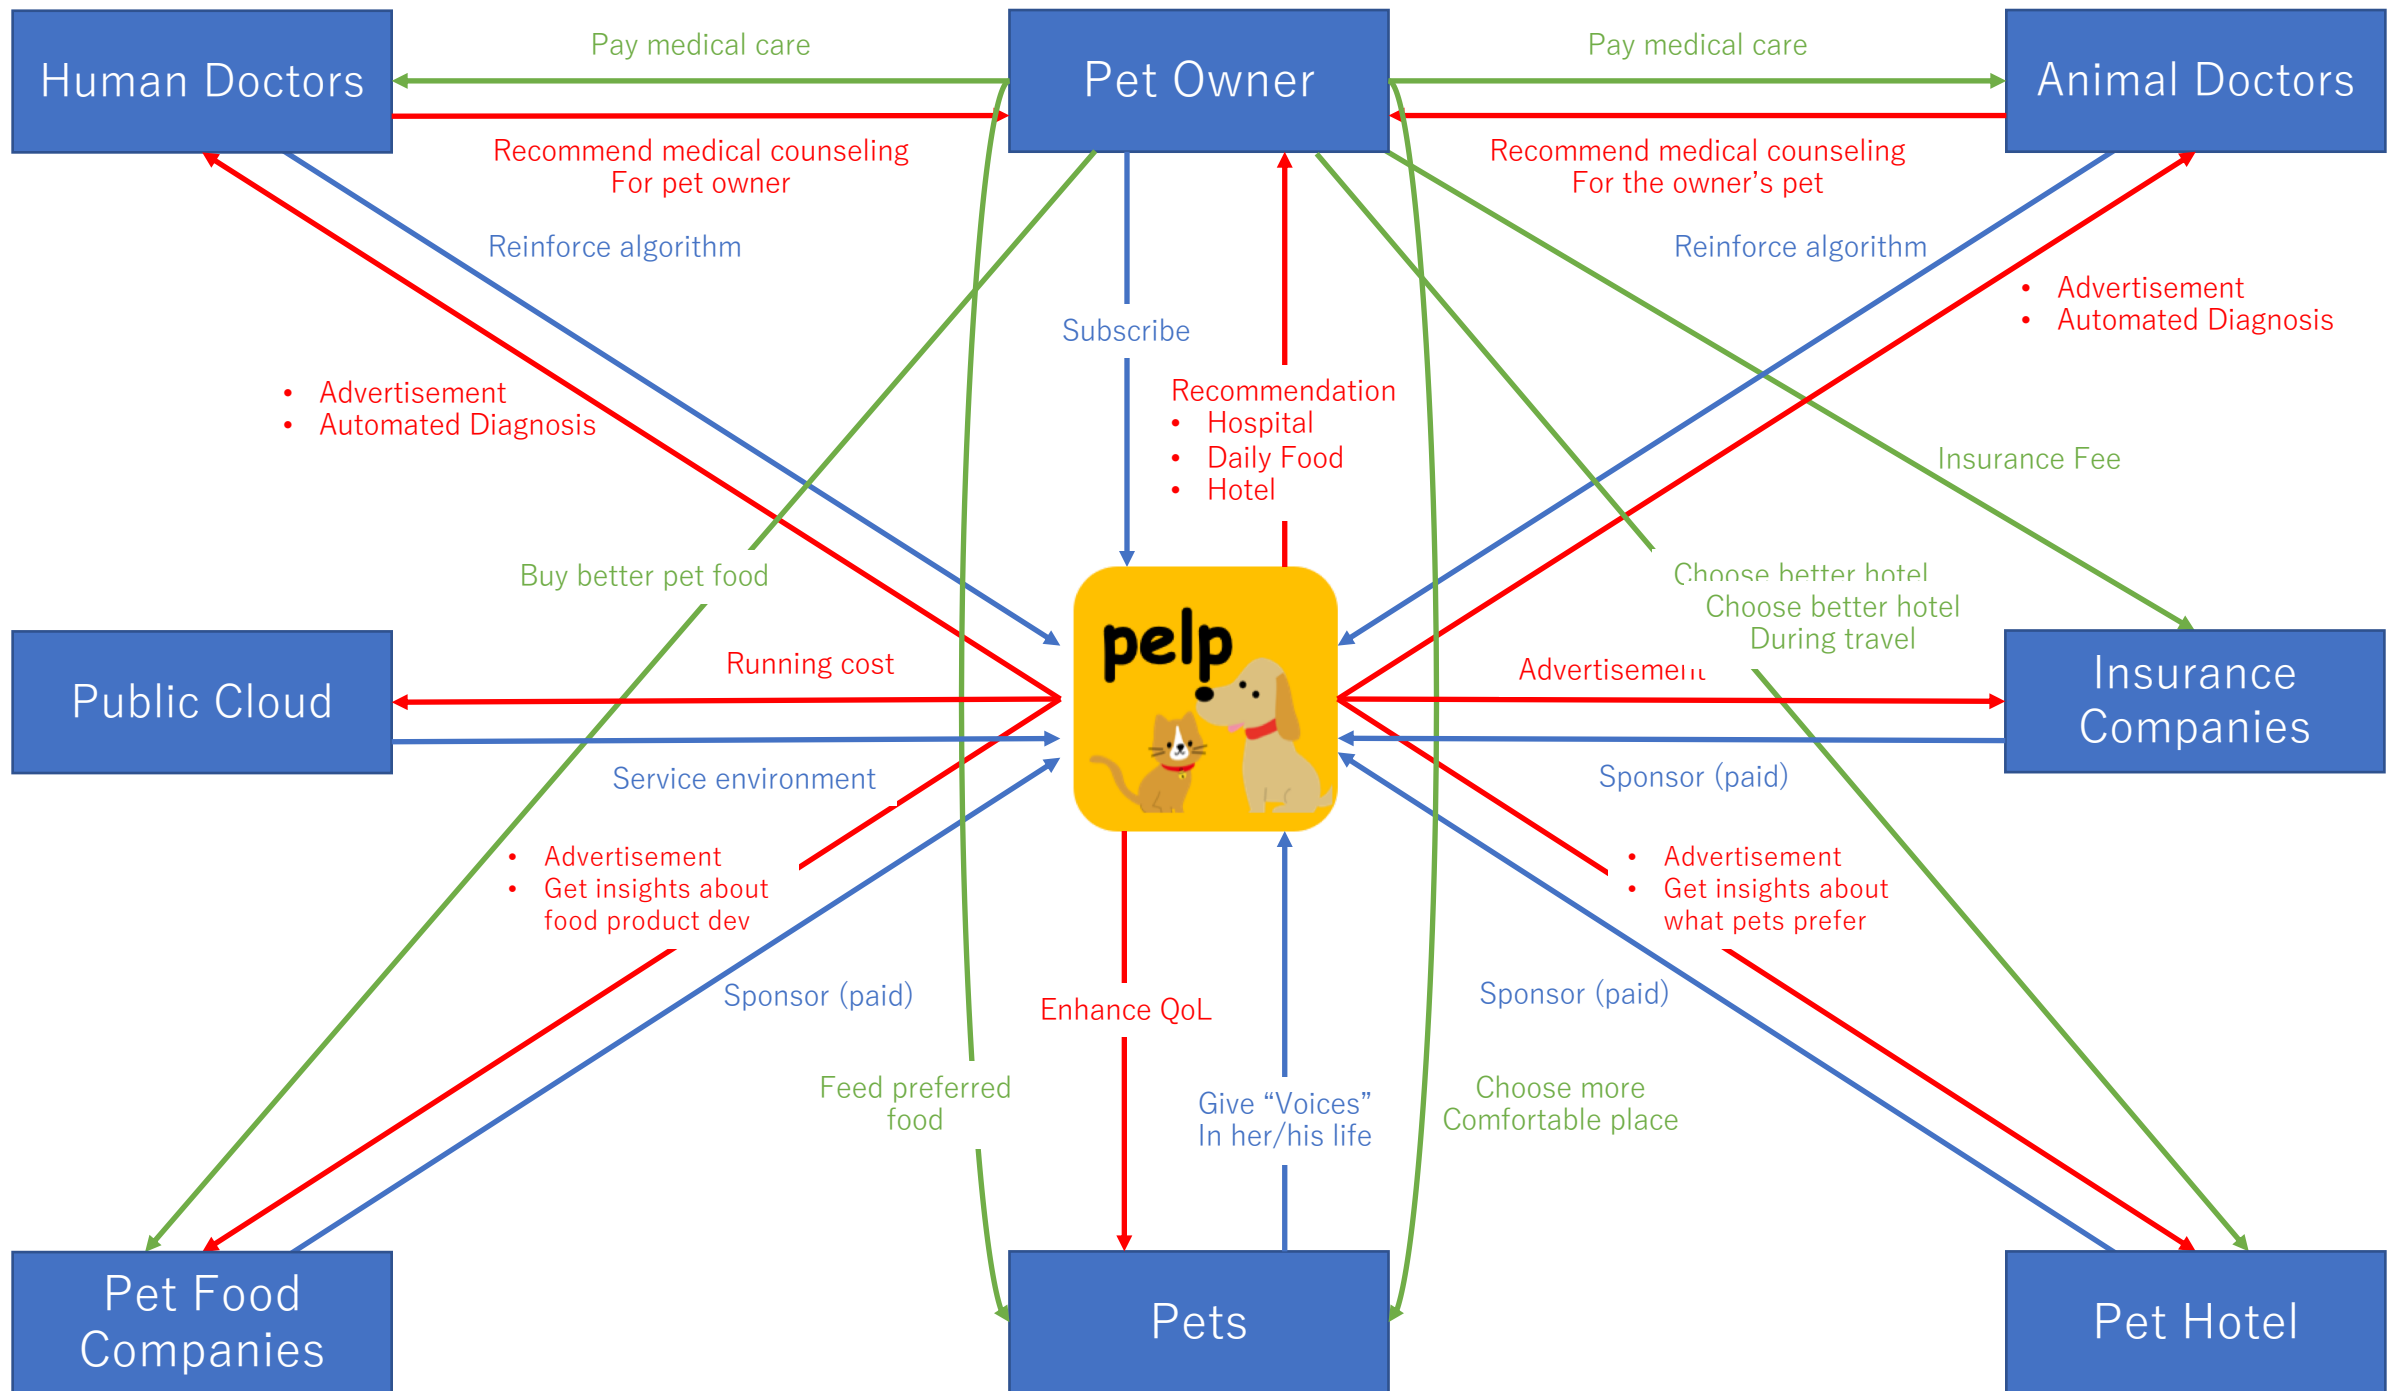 Human Doctors
Pay medical care
Pet Owner
Pay medical care
Animal Doctors
Recommend medical counseling
For pet owner
Recommend medical counseling
For the owner’s pet
Reinforce algorithm
Reinforce algorithm
• Advertisement
• Automated Diagnosis
Subscribe
• Advertisement
• Automated Diagnosis
Recommendation
• Hospital
• Daily Food
• Hotel
Insurance Fee
Buy better pet food
Choose better hotel
Choose better hotel
During travel
pelp
Public Cloud
Running cost
Advertisement
Insurance
Companies
Service environment
Sponsor (paid)
• Advertisement
• Get insights about
food product dev
• Advertisement
• Get insights about
what pets prefer
Sponsor (paid)
Enhance QoL
Sponsor (paid)
Feed preferred
food
Give “Voices”
In her/his life
Choose more
Comfortable place
Pet Food
Companies
Pets
Pet Hotel